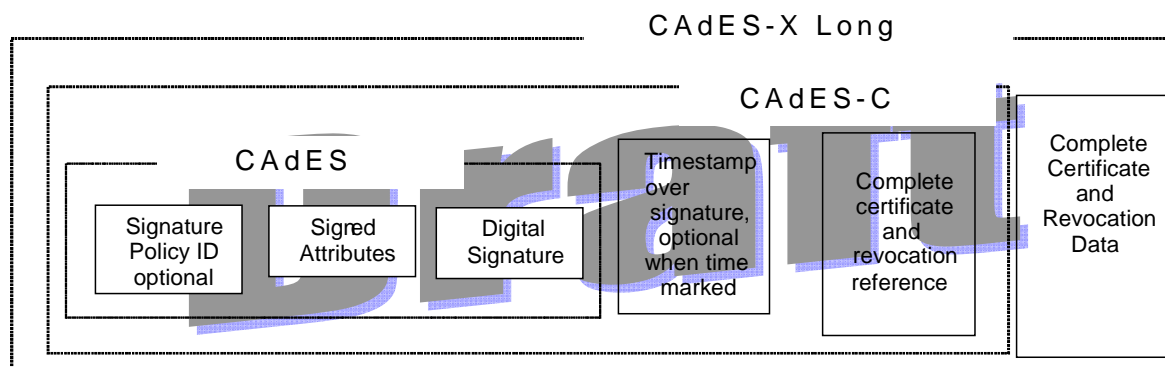 CAdES-X Long
CAdES-C
CAdES
Signature
Policy ID
optional
Signed
Attributes
Digital
Signature
Timestamp
over
signature,
optional
when time
marked
Complete
certificate
and
revocation
reference
Complete
Certificate
and
Revocation
Data
Draft